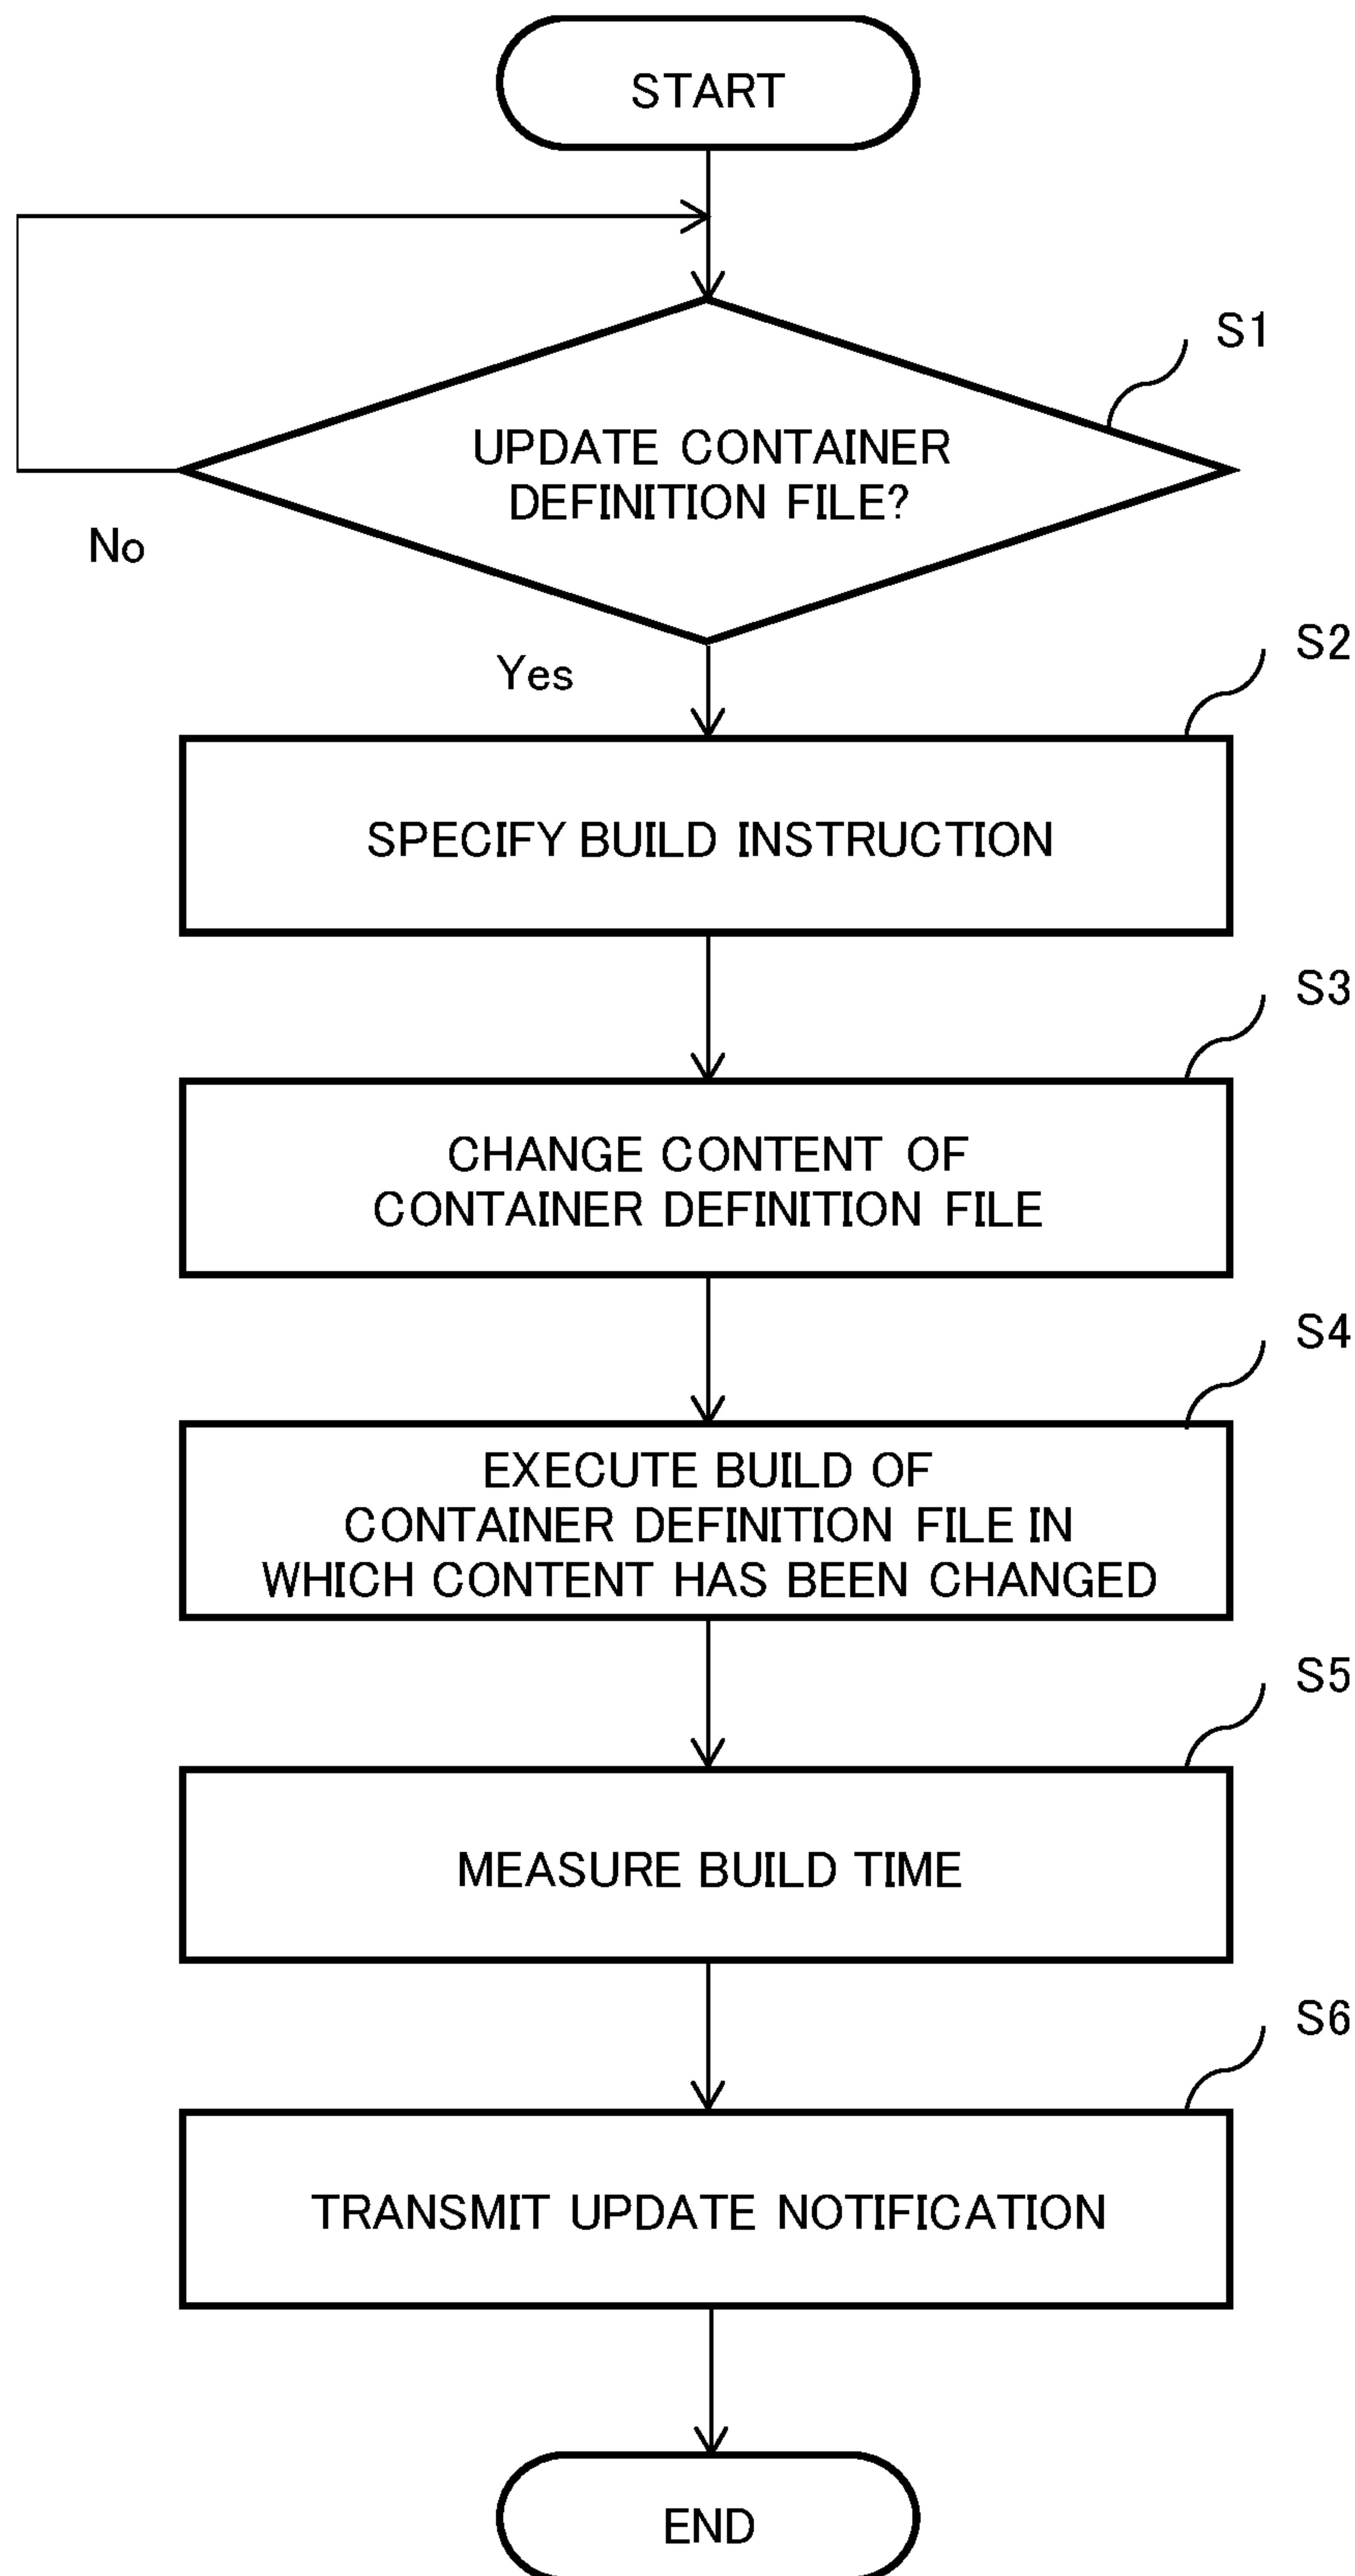 START
S1
UPDATE CONTAINER
DEFINITION FILE?
No
Yes
S2
SPECIFY BUILD INSTRUCTION
S3
CHANGE CONTENT OF
CONTAINER DEFINITION FILE
S4
EXECUTE BUILD OF
CONTAINER DEFINITION FILE IN
WHICH CONTENT HAS BEEN CHANGED
S5
MEASURE BUILD TIME
S6
TRANSMIT UPDATE NOTIFICATION
END